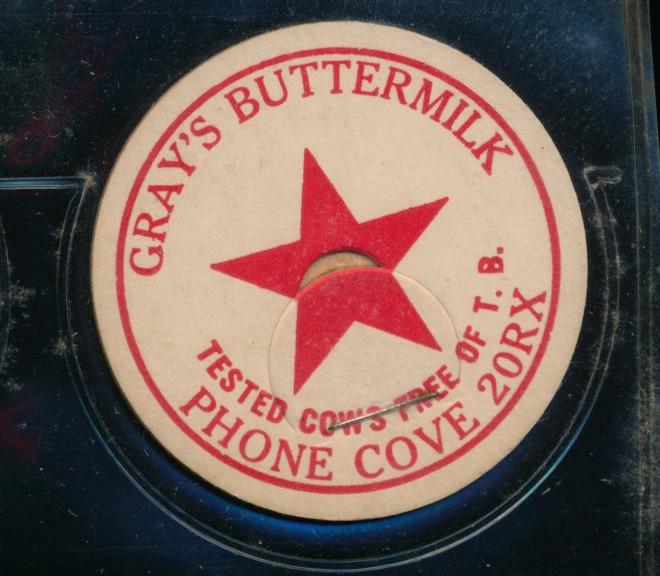 GRAY'S BUTTERMILK
TESTED COWS FREE OF T. B.
PHONE COVE 20RX